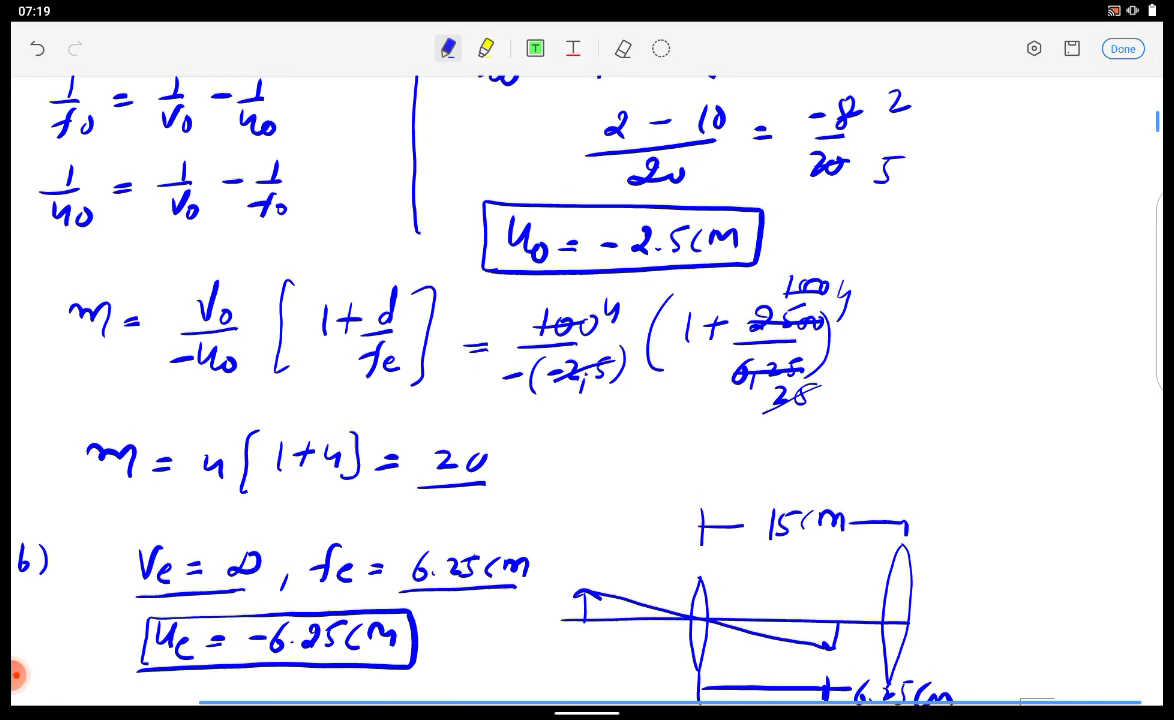 07:19
T T Done
1/f₀ = 1/v₀ - 1/u₀
1/u₀ = 1/v₀ - 1/f₀
(2 - 10)/20 = -8/20 2 5
u₀ = -2.5cm
m = v₀/-u₀ [1 + d/fe] = 100/-(-2.5) 4 (1 + 2500/6.25) 100 4 25
m = 4[1+4] = 20
15cm
b) Ve = ∞, fe = 6.25cm
ue = -6.25cm
6.25cm